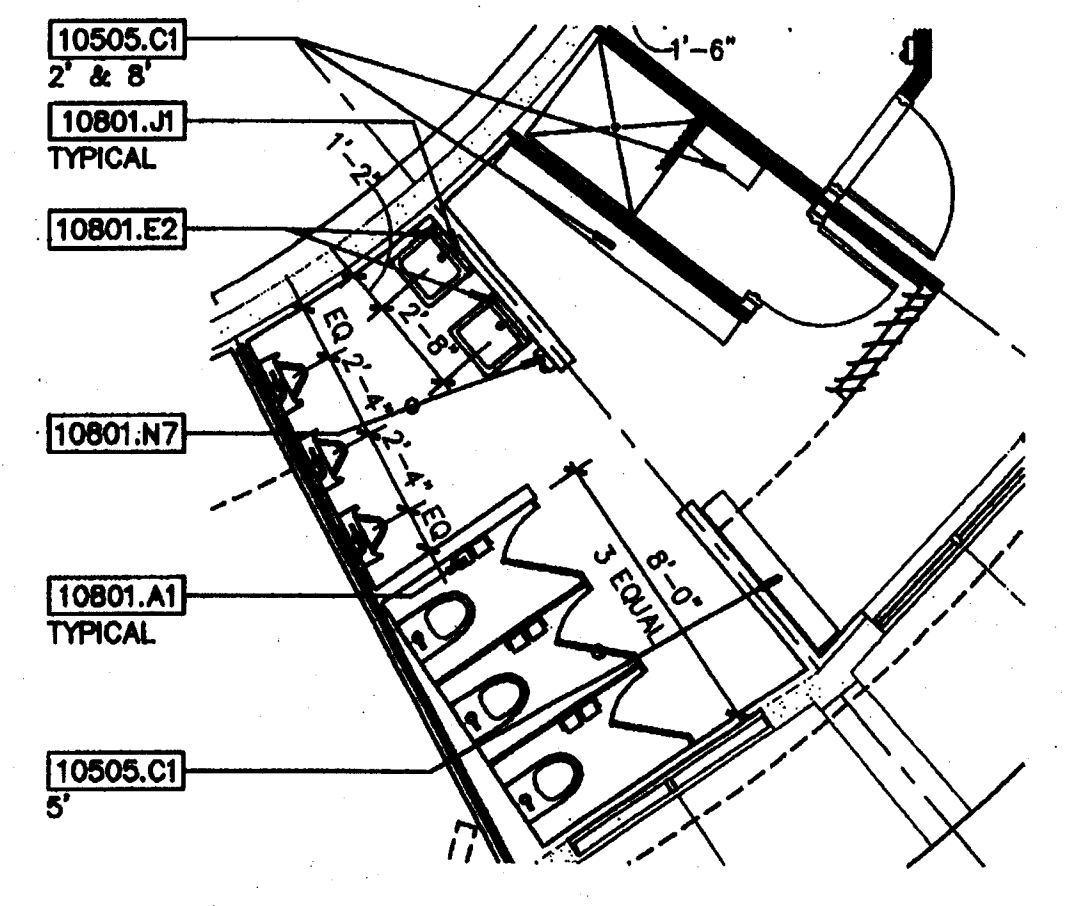 10505.C1
2' & 8'
10801.J1
TYPICAL
10801.E2
10801.N7
10801.A1
TYPICAL
10505.C1
5'
1'-6"
1'-2"
2'-8"
EQ
2'-4"
2'-4"
EQ
8'-0"
3 EQUAL